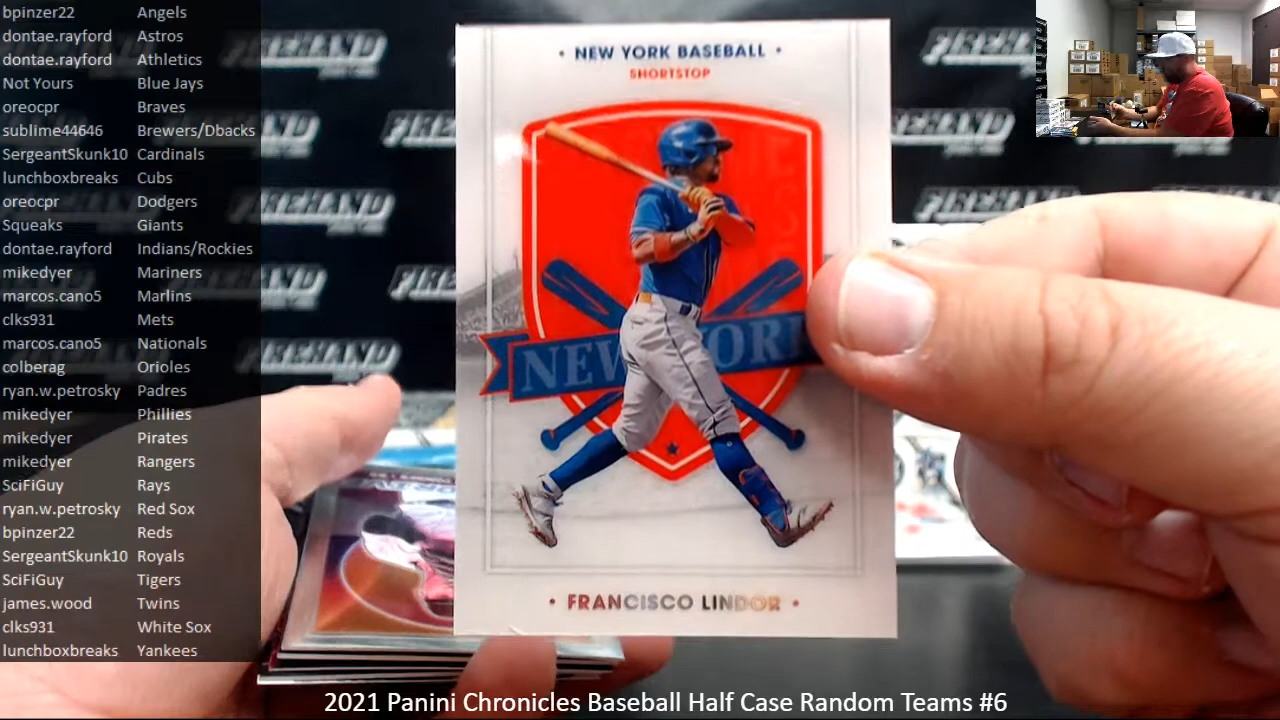 bpinzer22 Angels
dontae.rayford Astros
dontae.rayford Athletics
Not Yours Blue Jays
oreocpr Braves
sublime44646 Brewers/Dbacks
SergeantSkunk10 Cardinals
lunchboxbreaks Cubs
oreocpr Dodgers
Squeaks Giants
dontae.rayford Indians/Rockies
mikedyer Mariners
marcos.cano5 Marlins
clks931 Mets
marcos.cano5 Nationals
colberag Orioles
ryan.w.petrosky Padres
mikedyer Phillies
mikedyer Pirates
mikedyer Rangers
SciFiGuy Rays
ryan.w.petrosky Red Sox
bpinzer22 Reds
SergeantSkunk10 Royals
SciFiGuy Tigers
james.wood Twins
clks931 White Sox
lunchboxbreaks Yankees
• NEW YORK BASEBALL •
SHORTSTOP
NEW YORK
• FRANCISCO LINDOR •
FIREHAND
FIREHAND
FIREHAND
FIREHAND
2021 Panini Chronicles Baseball Half Case Random Teams #6